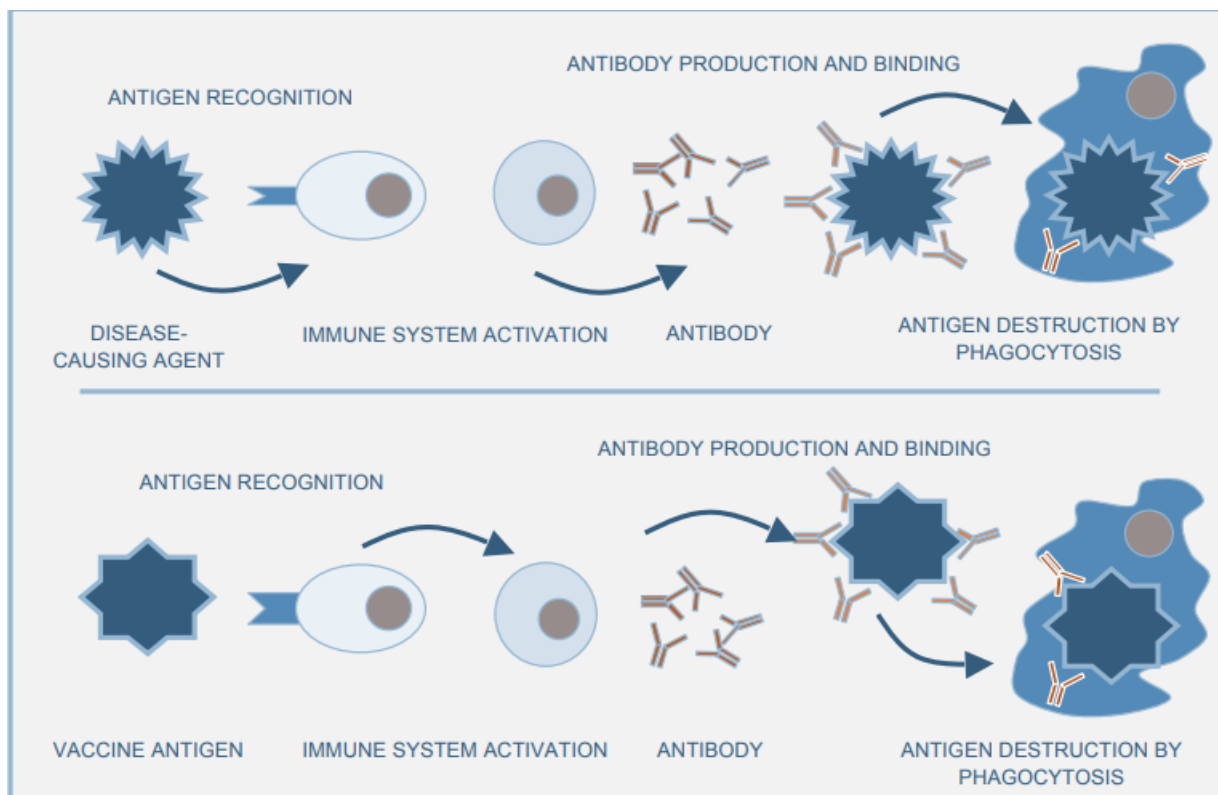 ANTIBODY PRODUCTION AND BINDING
ANTIGEN RECOGNITION
DISEASE-
CAUSING AGENT
IMMUNE SYSTEM ACTIVATION
ANTIBODY
ANTIGEN DESTRUCTION BY
PHAGOCYTOSIS
ANTIBODY PRODUCTION AND BINDING
ANTIGEN RECOGNITION
VACCINE ANTIGEN
IMMUNE SYSTEM ACTIVATION
ANTIBODY
ANTIGEN DESTRUCTION BY
PHAGOCYTOSIS